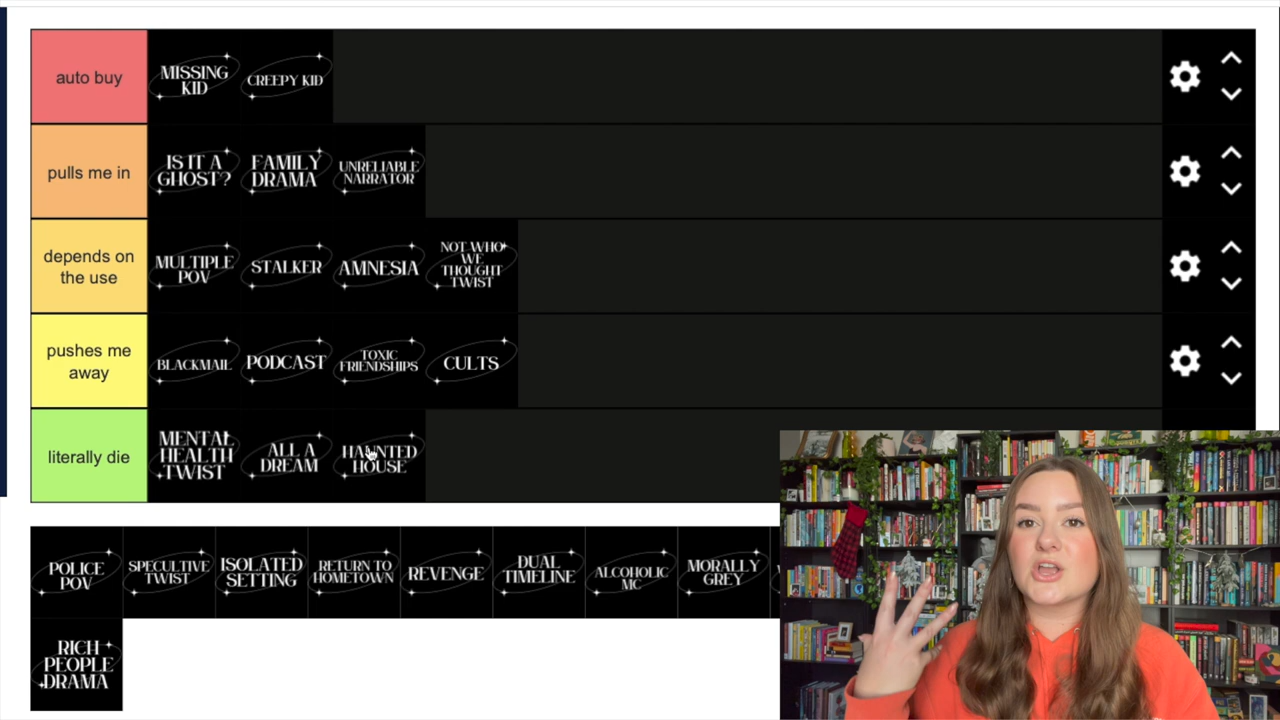 auto buy
MISSING
KID
CREEPY KID
pulls me in
IS IT A
GHOST?
FAMILY
DRAMA
UNRELIABLE
NARRATOR
depends on
the use
MULTIPLE
POV
STALKER
AMNESIA
NOT WHO
WE
THOUGHT
TWIST
pushes me
away
BLACKMAIL
PODCAST
TOXIC
FRIENDSHIPS
CULTS
literally die
MENTAL
HEALTH
TWIST
ALL A
DREAM
HAUNTED
HOUSE
POLICE
POV
SPECULTIVE
TWIST
ISOLATED
SETTING
RETURN TO
HOMETOWN
REVENGE
DUAL
TIMELINE
ALCOHOLIC
MC
MORALLY
GREY
RICH
PEOPLE
DRAMA